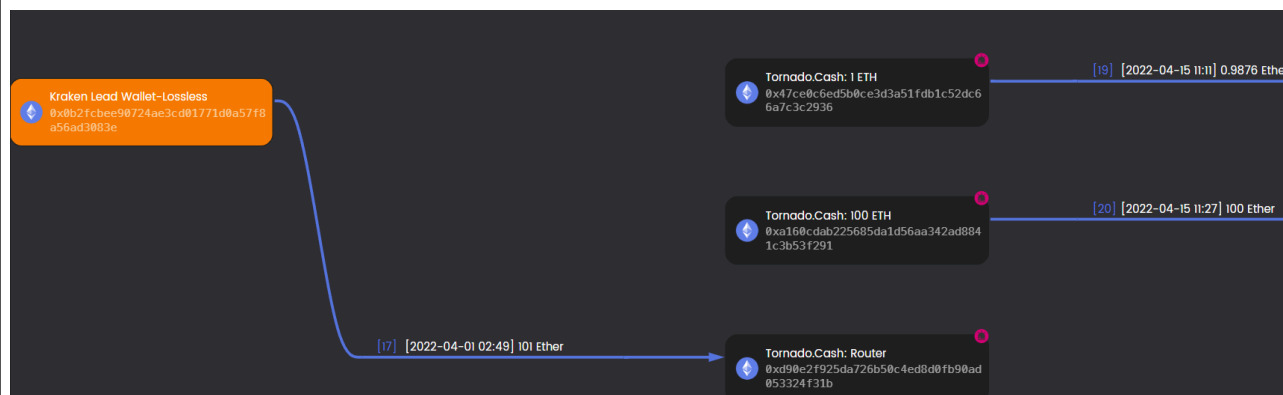 Kraken Lead Wallet-Lossless
0x0b2fcbee90724ae3cd01771d0a57f8
a56ad3083e
Tornado.Cash: 1 ETH
0x47ce0c6ed5b0ce3d3a51fdb1c52dc6
6a7c3c2936
[19] [2022-04-15 11:11] 0.9876 Ethe
Tornado.Cash: 100 ETH
0xa160cdab225685da1d56aa342ad884
1c3b53f291
[20] [2022-04-15 11:27] 100 Ether
[17] [2022-04-01 02:49] 101 Ether
Tornado.Cash: Router
0xd90e2f925da726b50c4ed8d0fb90ad
053324f31b